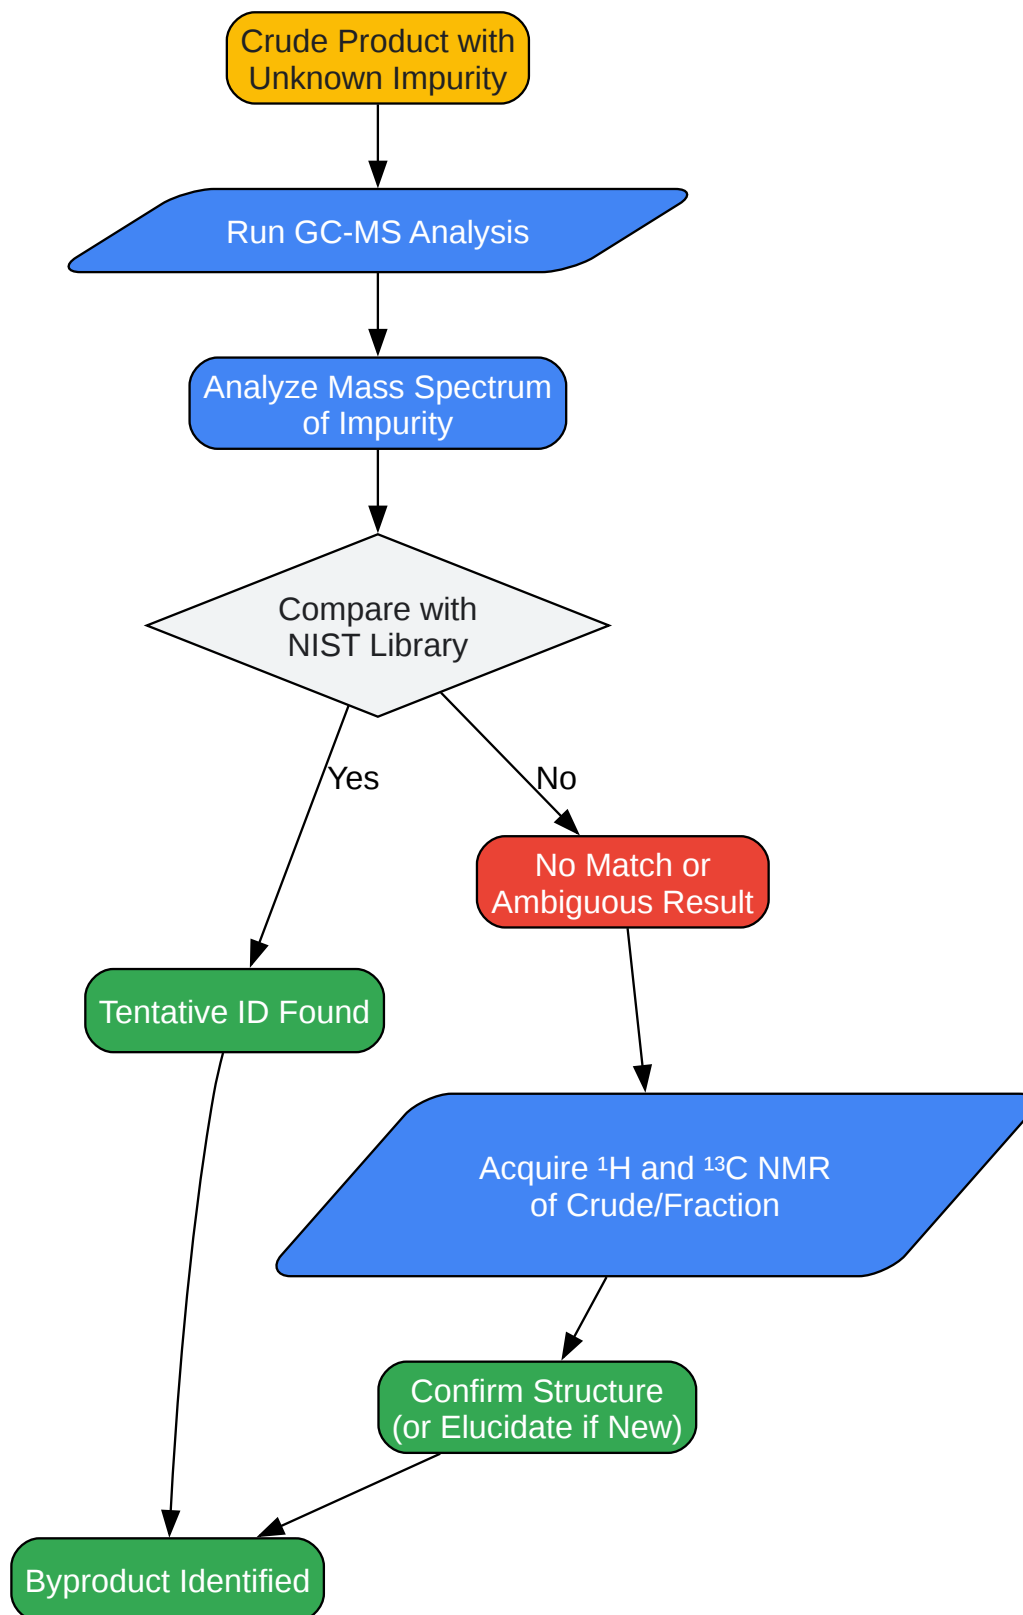 Crude Product with
Unknown Impurity
Run GC-MS Analysis
Analyze Mass Spectrum
of Impurity
Compare with
NIST Library
Yes
No
No Match or
Ambiguous Result
Tentative ID Found
Acquire ¹H and ¹³C NMR
of Crude/Fraction
Confirm Structure
(or Elucidate if New)
Byproduct Identified